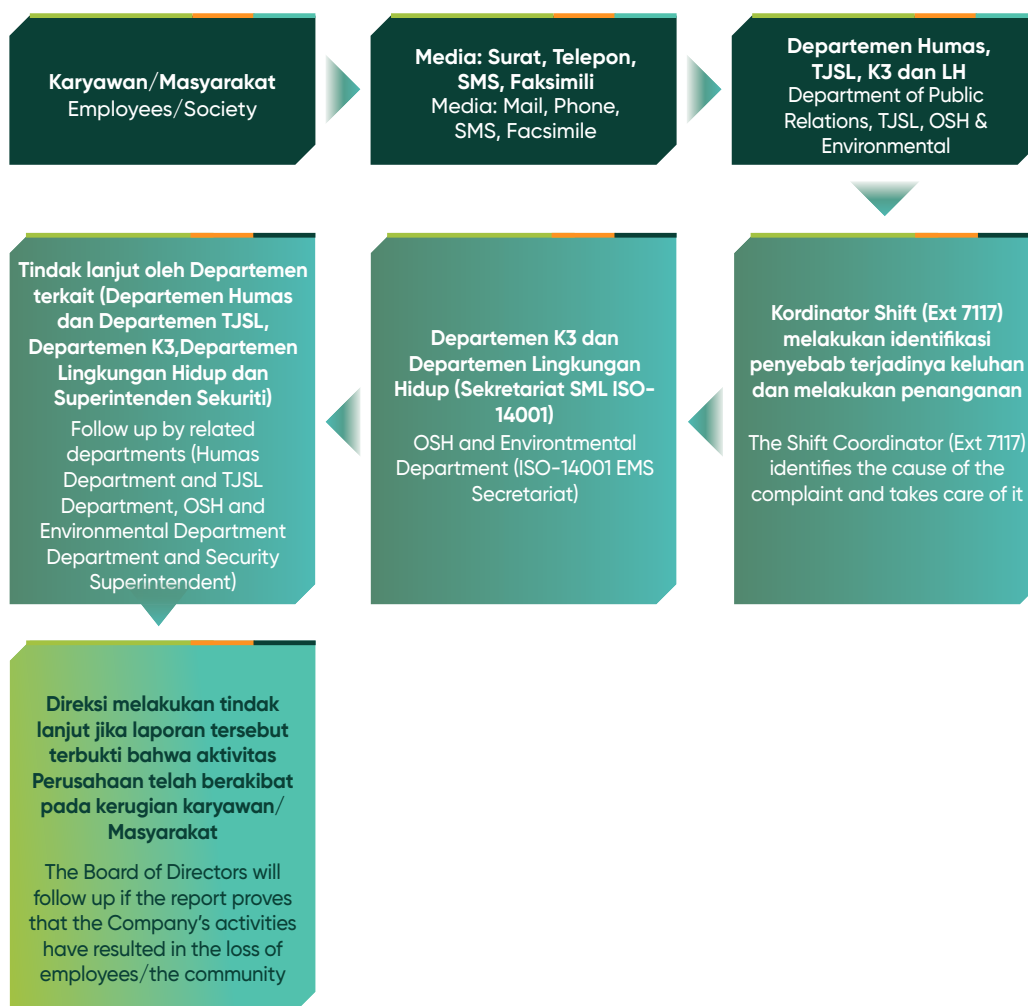 Karyawan/Masyarakat
Employees/Society
Media: Surat, Telepon,
SMS, Faksimili
Media: Mail, Phone,
SMS, Facsimile
Departemen Humas,
TJSL, K3 dan LH
Department of Public
Relations, TJSL, OSH &
Environmental
Kordinator Shift (Ext 7117)
melakukan identifikasi
penyebab terjadinya keluhan
dan melakukan penanganan
The Shift Coordinator (Ext 7117)
identifies the cause of the
complaint and takes care of it
Departemen K3 dan
Departemen Lingkungan
Hidup (Sekretariat SML ISO-
14001)
OSH and Environtmental
Department (ISO-14001 EMS
Secretariat)
Tindak lanjut oleh Departemen
terkait (Departemen Humas
dan Departemen TJSL,
Departemen K3,Departemen
Lingkungan Hidup dan
Superintenden Sekuriti)
Follow up by related
departments (Humas
Department and TJSL
Department, OSH and
Environmental Department
Department and Security
Superintendent)
Direksi melakukan tindak
lanjut jika laporan tersebut
terbukti bahwa aktivitas
Perusahaan telah berakibat
pada kerugian karyawan/
Masyarakat
The Board of Directors will
follow up if the report proves
that the Company's activities
have resulted in the loss of
employees/the community